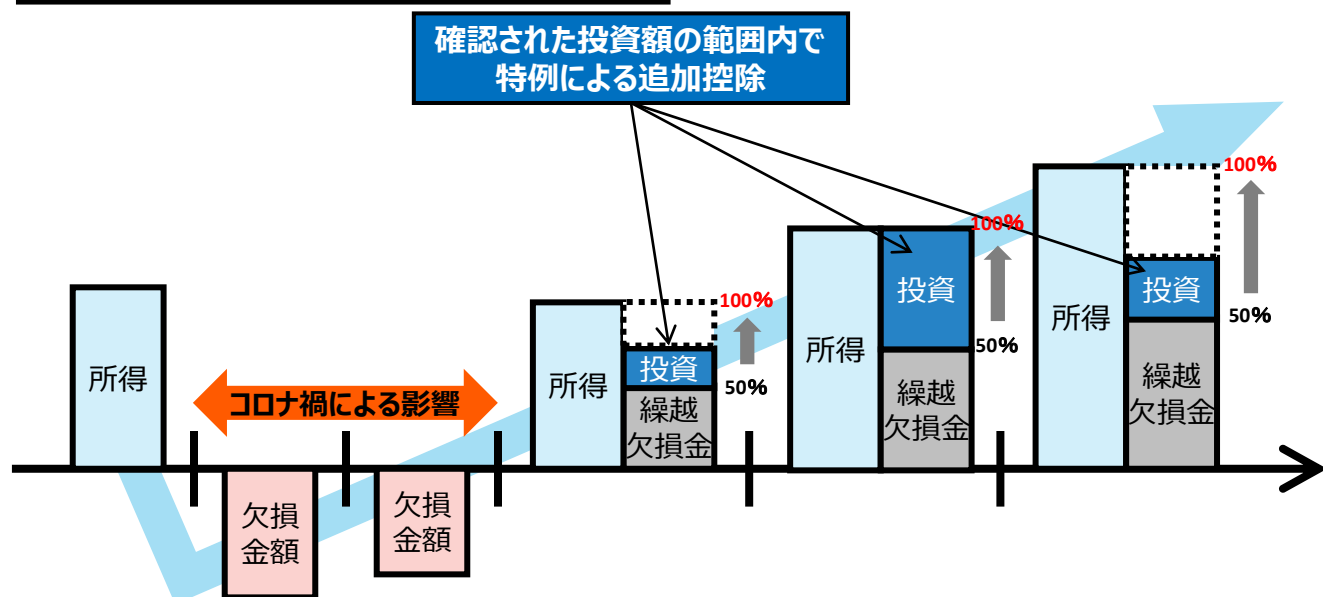 確認された投資額の範囲内で
特例による追加控除
所得
コロナ禍による影響
欠損
金額
欠損
金額
所得
投資
繰越
欠損金
100%
50%
所得
投資
繰越
欠損金
100%
50%
所得
投資
繰越
欠損金
100%
50%